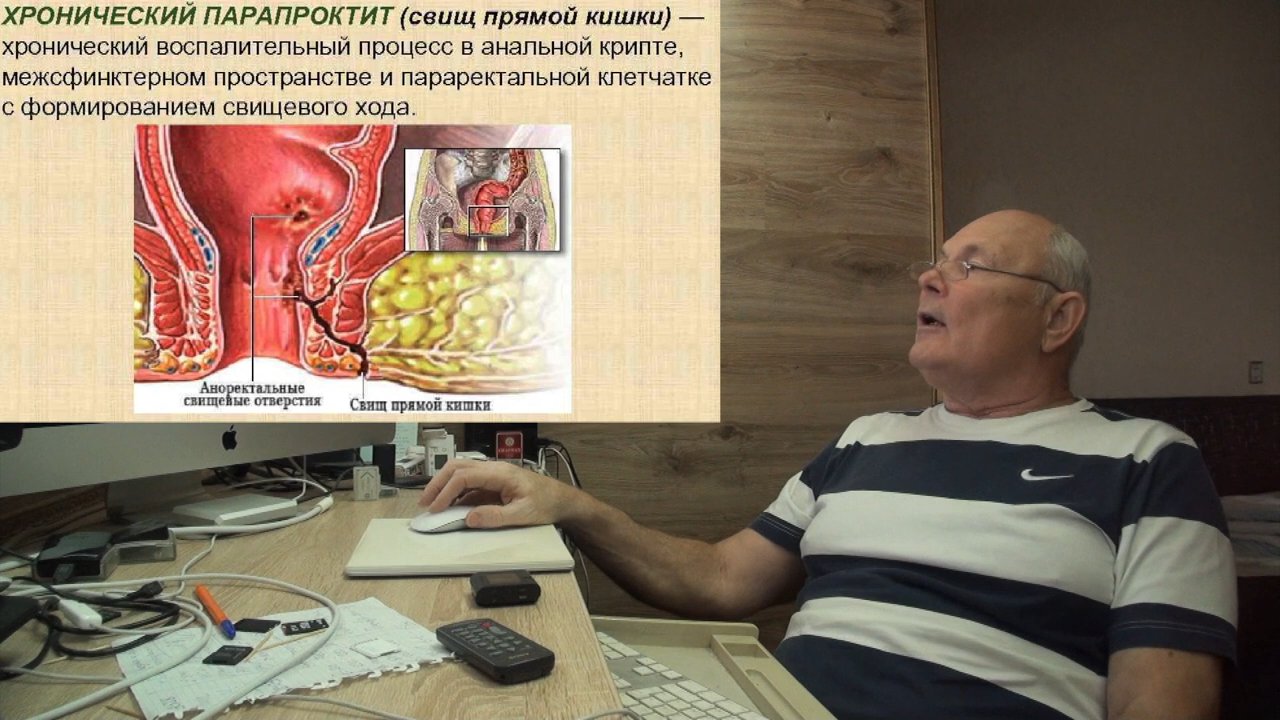 ХРОНИЧЕСКИЙ ПАРАПРОКТИТ (свищ прямой кишки) —
хронический воспалительный процесс в анальной крипте,
межсфинктерном пространстве и параректальной клетчатке
с формированием свищевого хода.
Аноректальные
свищевые отверстия
Свищ прямой кишки